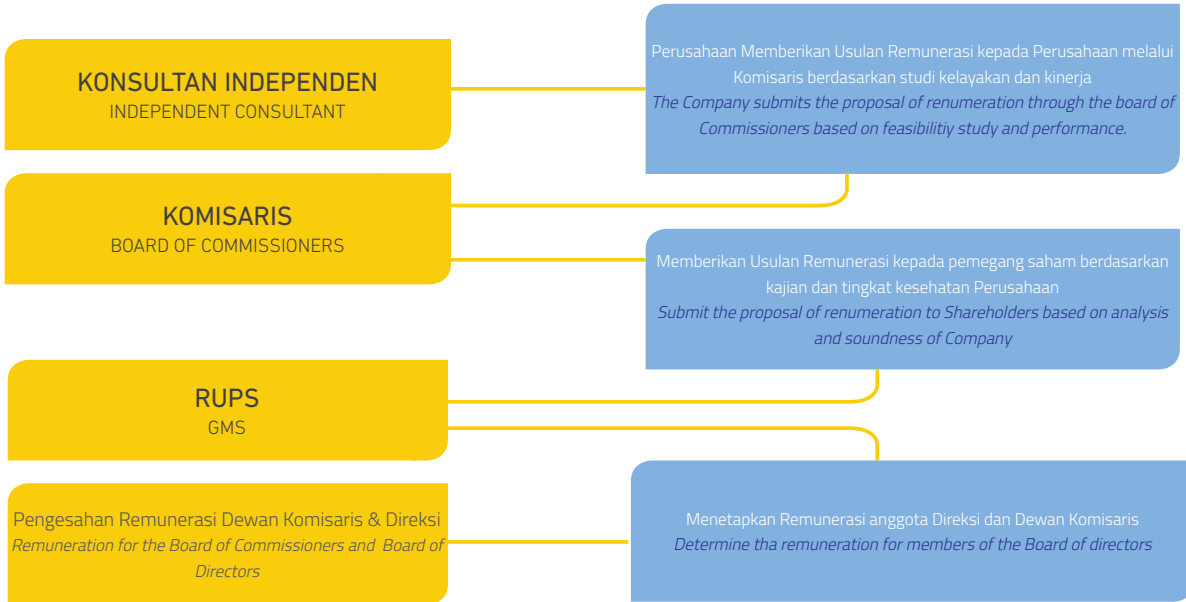 KONSULTAN INDEPENDEN
INDEPENDENT CONSULTANT
Perusahaan Memberikan Usulan Remunerasi kepada Perusahaan melalui
Komisaris berdasarkan studi kelayakan dan kinerja
The Company submits the proposal of renumeration through the board of
Commissioners based on feasibilitiy study and performance.
KOMISARIS
BOARD OF COMMISSIONERS
Memberikan Usulan Remunerasi kepada pemegang saham berdasarkan
kajian dan tingkat kesehatan Perusahaan
Submit the proposal of renumeration to Shareholders based on analysis
and soundness of Company
RUPS
GMS
Pengesahan Remunerasi Dewan Komisaris & Direksi
Remuneration for the Board of Commissioners and Board of
Directors
Menetapkan Remunerasi anggota Direksi dan Dewan Komisaris
Determine tha remuneration for members of the Board of directors